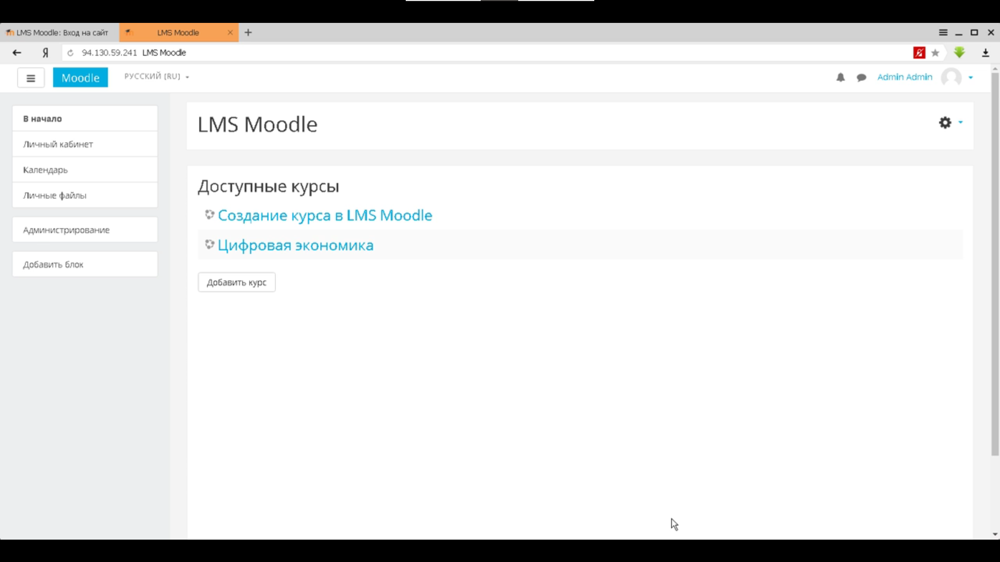 LMS Moodle: Вход на сайт
LMS Moodle
Я
94.130.59.241 LMS Moodle
Moodle
РУССКИЙ [RU]
Admin Admin
В начало
Личный кабинет
Календарь
Личные файлы
Администрирование
Добавить блок
LMS Moodle
Доступные курсы
Создание курса в LMS Moodle
Цифровая экономика
Добавить курс